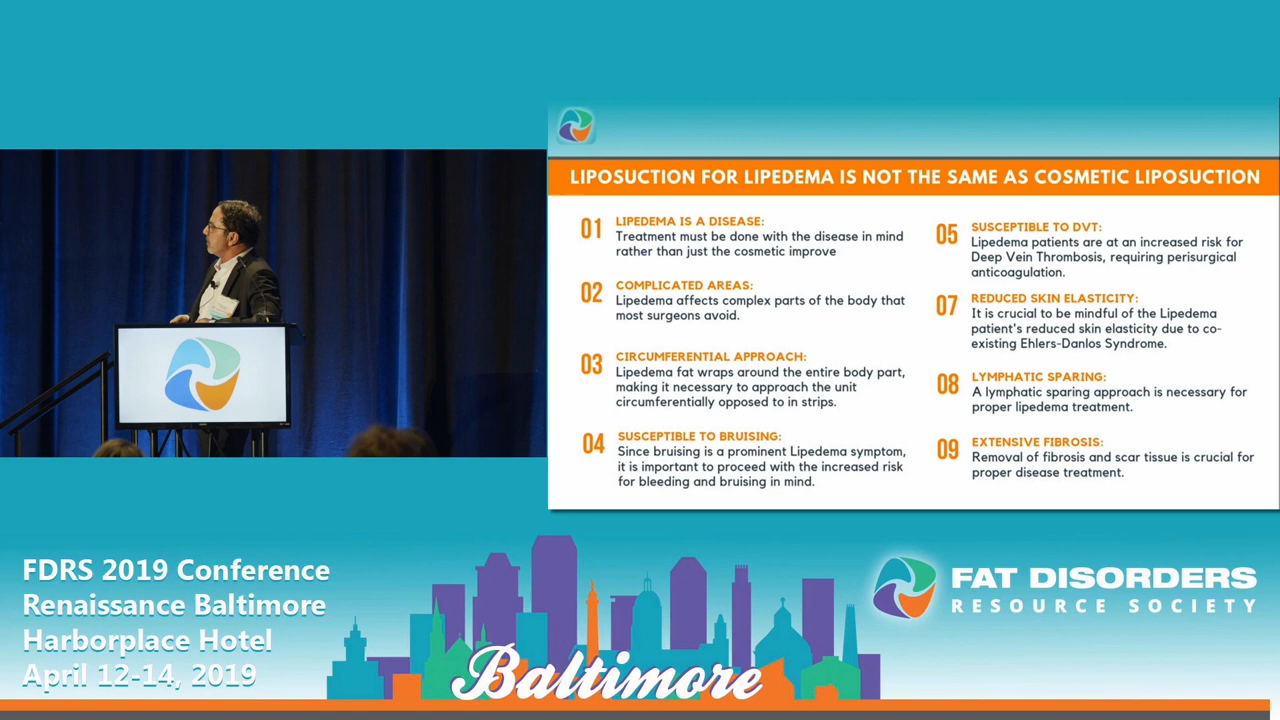 LIPOSUCTION FOR LIPEDEMA IS NOT THE SAME AS COSMETIC LIPOSUCTION
01
LIPEDEMA IS A DISEASE:
Treatment must be done with the disease in mind
rather than just the cosmetic improve
02
COMPLICATED AREAS:
Lipedema affects complex parts of the body that
most surgeons avoid.
03
CIRCUMFERENTIAL APPROACH:
Lipedema fat wraps around the entire body part,
making it necessary to approach the unit
circumferentially opposed to in strips.
04
SUSCEPTIBLE TO BRUISING:
Since bruising is a prominent Lipedema symptom,
it is important to proceed with the increased risk
for bleeding and bruising in mind.
05
SUSCEPTIBLE TO DVT:
Lipedema patients are at an increased risk for
Deep Vein Thrombosis, requiring perisurgical
anticoagulation.
07
REDUCED SKIN ELASTICITY:
It is crucial to be mindful of the Lipedema
patient's reduced skin elasticity due to co-
existing Ehlers-Danlos Syndrome.
08
LYMPHATIC SPARING:
A lymphatic sparing approach is necessary for
proper lipedema treatment.
09
EXTENSIVE FIBROSIS:
Removal of fibrosis and scar tissue is crucial for
proper disease treatment.
FDRS 2019 Conference
Renaissance Baltimore
Harborplace Hotel
April 12-14, 2019
Baltimore
FAT DISORDERS
RESOURCE SOCIETY